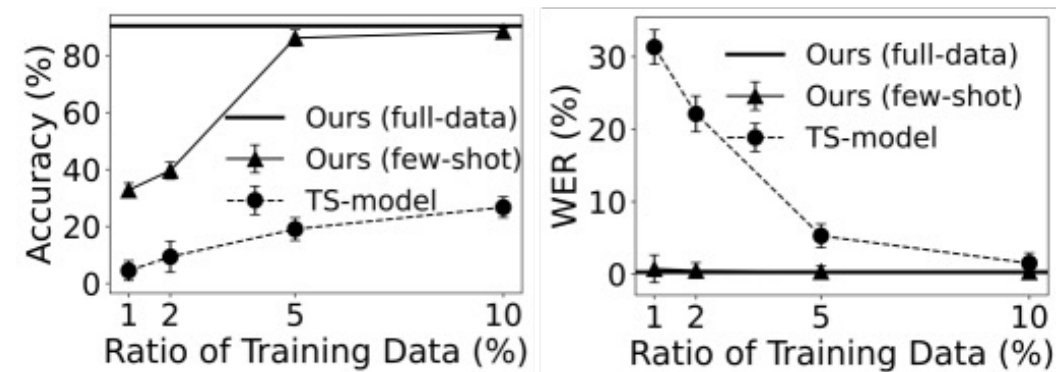 Accuracy (%)
80
60
40
20
0
Ours (full-data)
Ours (few-shot)
TS-model
1 2 5 10
Ratio of Training Data (%)
WER (%)
30
20
10
0
Ours (full-data)
Ours (few-shot)
TS-model
1 2 5 10
Ratio of Training Data (%)